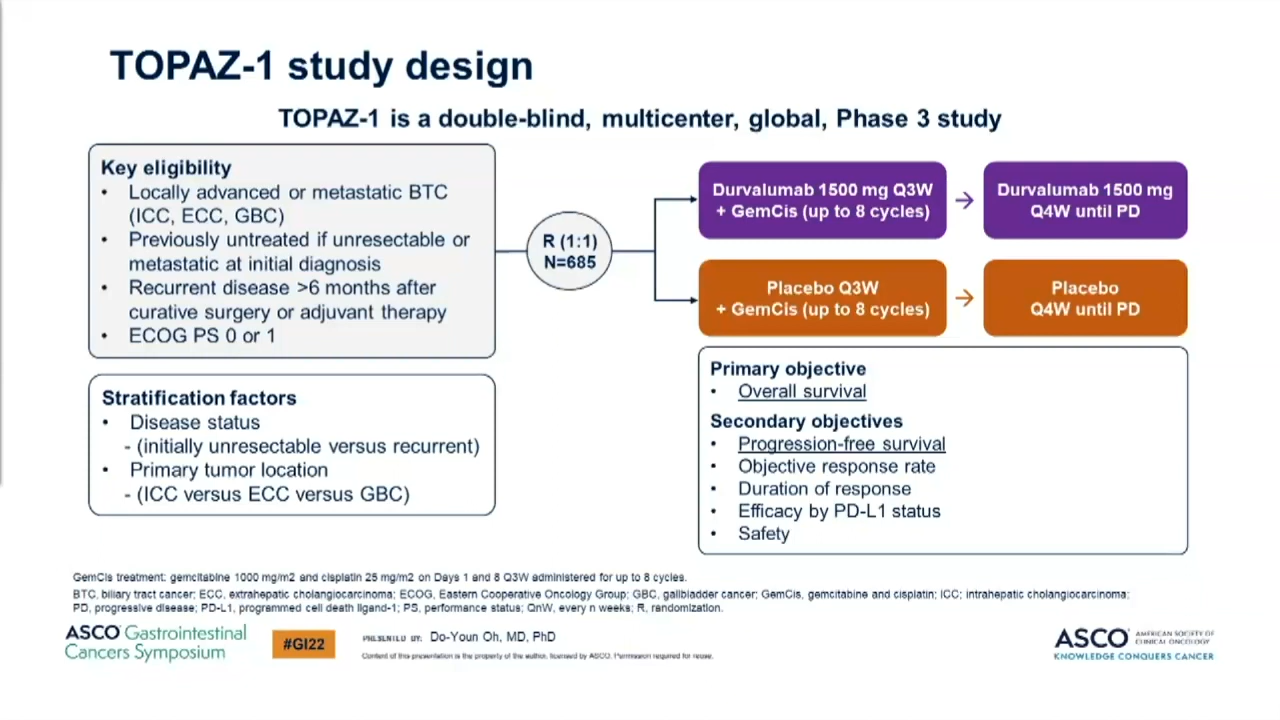 TOPAZ-1 study design
TOPAZ-1 is a double-blind, multicenter, global, Phase 3 study
Key eligibility
• Locally advanced or metastatic BTC
(ICC, ECC, GBC)
• Previously untreated if unresectable or
metastatic at initial diagnosis
• Recurrent disease >6 months after
curative surgery or adjuvant therapy
• ECOG PS 0 or 1
Stratification factors
• Disease status
- (initially unresectable versus recurrent)
• Primary tumor location
- (ICC versus ECC versus GBC)
R (1:1)
N=685
Durvalumab 1500 mg Q3W
+ GemCis (up to 8 cycles)
Durvalumab 1500 mg
Q4W until PD
Placebo Q3W
+ GemCis (up to 8 cycles)
Placebo
Q4W until PD
Primary objective
• Overall survival
Secondary objectives
• Progression-free survival
• Objective response rate
• Duration of response
• Efficacy by PD-L1 status
• Safety
GemCis treatment: gemcitabine 1000 mg/m2 and cisplatin 25 mg/m2 on Days 1 and 8 Q3W administered for up to 8 cycles.
BTC, biliary tract cancer; ECC, extrahepatic cholangiocarcinoma; ECOG, Eastern Cooperative Oncology Group; GBC, gallbladder cancer; GemCis, gemcitabine and cisplatin; ICC; intrahepatic cholangiocarcinoma;
PD, progressive disease; PD-L1, programmed cell death ligand-1; PS, performance status; QnW, every n weeks; R, randomization.
ASCO Gastrointestinal
Cancers Symposium
#GI22
PRESENTED BY: Do-Youn Oh, MD, PhD
Content of this presentation is the property of the author, licensed by ASCO. Permission required for reuse.
ASCO AMERICAN SOCIETY OF
CLINICAL ONCOLOGY
KNOWLEDGE CONQUERS CANCER